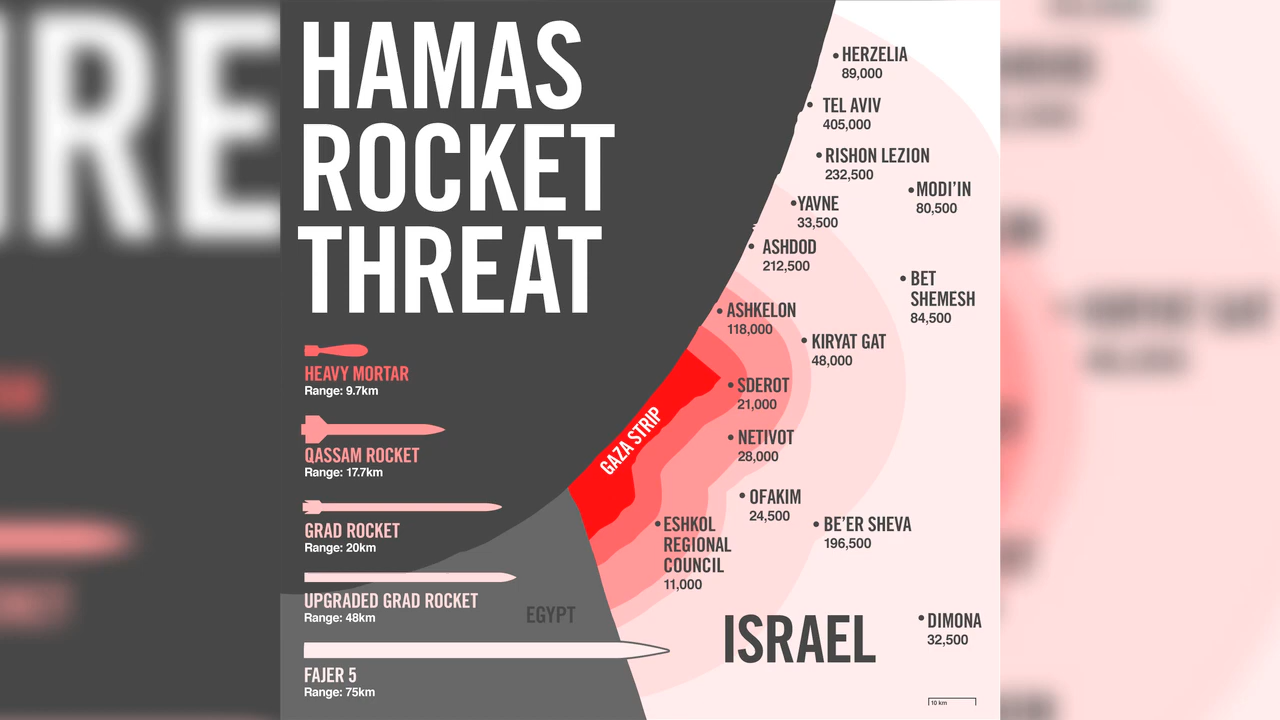 HAMAS
ROCKET
THREAT
HEAVY MORTAR
Range: 9.7km
QASSAM ROCKET
Range: 17.7km
GRAD ROCKET
Range: 20km
UPGRADED GRAD ROCKET
Range: 48km
FAJER 5
Range: 75km
EGYPT
GAZA STRIP
HERZELIA
89,000
TEL AVIV
405,000
RISHON LEZION
232,500
MODI'IN
80,500
YAVNE
33,500
ASHDOD
212,500
BET
SHEMESH
84,500
ASHKELON
118,000
KIRYAT GAT
48,000
SDEROT
21,000
NETIVOT
28,000
OFAKIM
24,500
ESHKOL
REGIONAL
COUNCIL
11,000
BE'ER SHEVA
196,500
ISRAEL
DIMONA
32,500
10 km